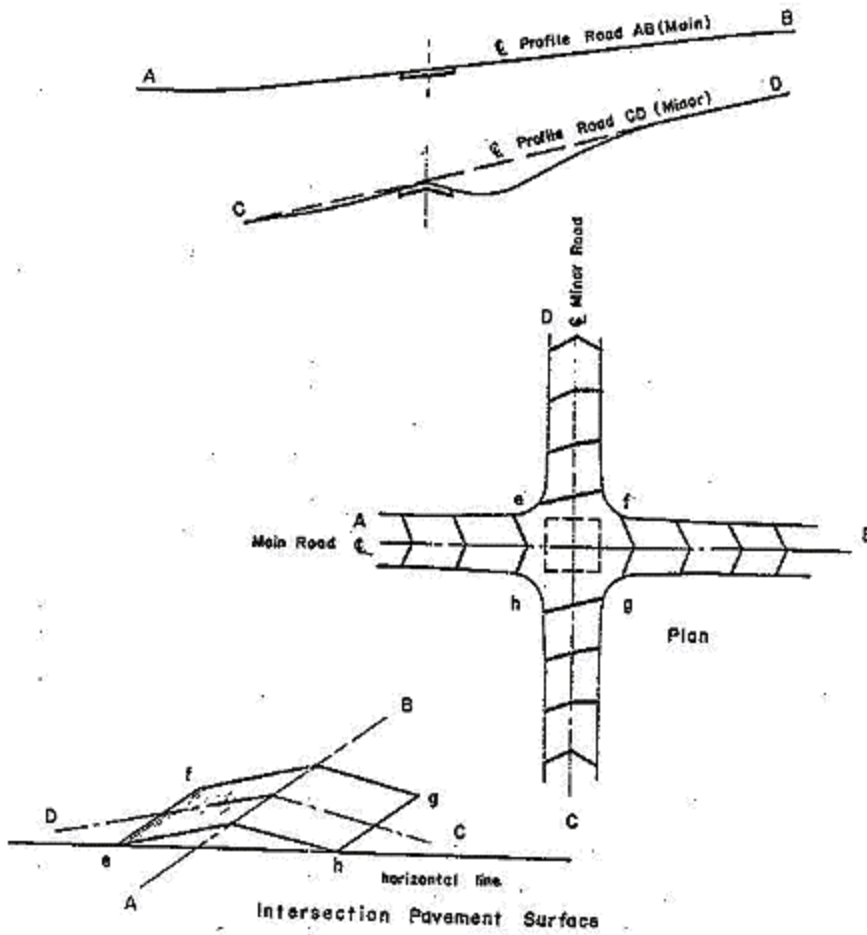 ℄ Profile Road AB (Main)
A
B
℄ Profile Road CD (Minor)
C
D
℄ Minor Road
D
e
f
A
B
Main Road ℄
h
g
Plan
C
B
f
D
g
C
e
h
horizontal line
A
Intersection Pavement Surface